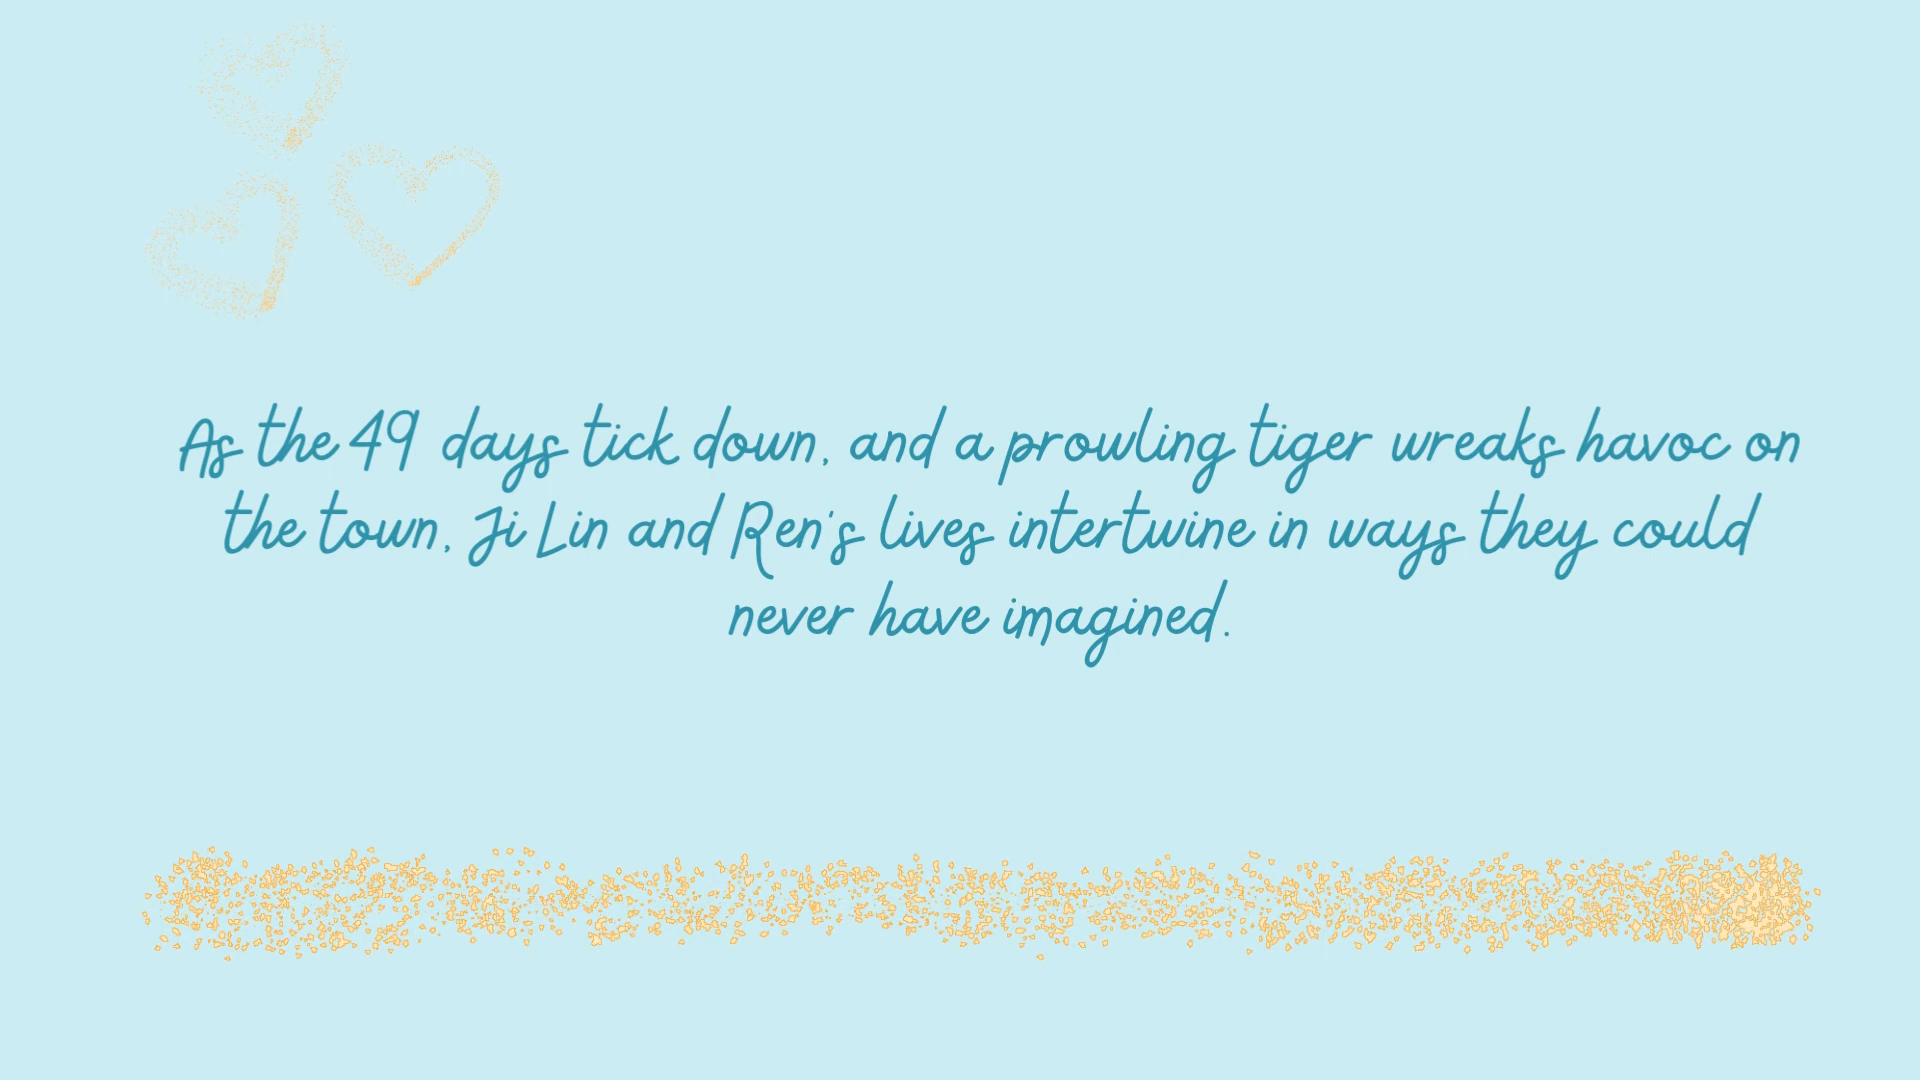 As the 49 days tick down, and a prowling tiger wreaks havoc on
the town, Ji Lin and Ren's lives intertwine in ways they could
never have imagined.